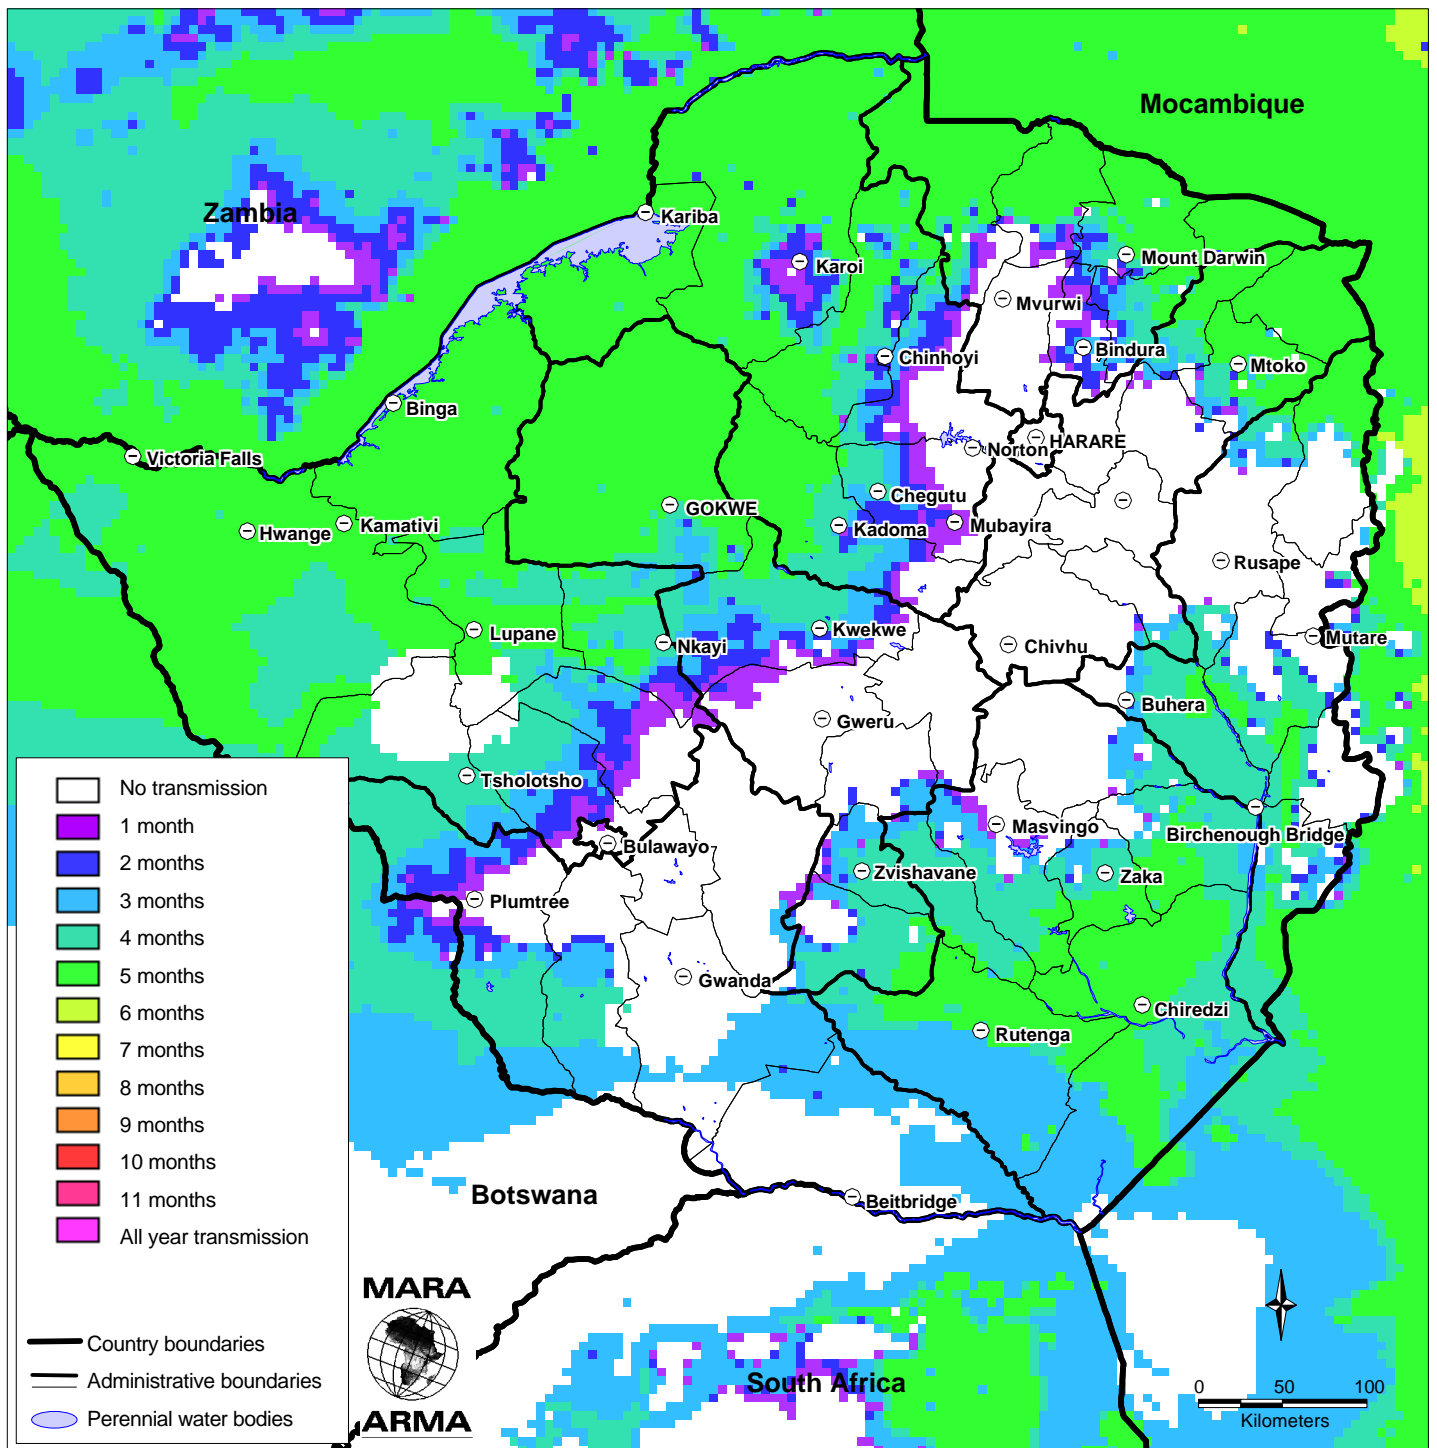 Mocambique
Zambia
Kariba
Karoi
Mount Darwin
Mvurwi
Chinhoyi
Bindura
Mtoko
Binga
HARARE
Norton
Victoria Falls
Chegutu
GOKWE
Kadoma
Mubayira
Hwange
Kamativi
Rusape
Lupane
Nkayi
Kwekwe
Chivhu
Mutare
Buhera
Gweru
Tsholotsho
Masvingo
Birchenough Bridge
Bulawayo
Zvishavane
Zaka
Plumtree
Gwanda
Chiredzi
Rutenga
Botswana
Beitbridge
South Africa
No transmission
1 month
2 months
3 months
4 months
5 months
6 months
7 months
8 months
9 months
10 months
11 months
All year transmission
Country boundaries
Administrative boundaries
Perennial water bodies
MARA
ARMA
0 50 100
Kilometers